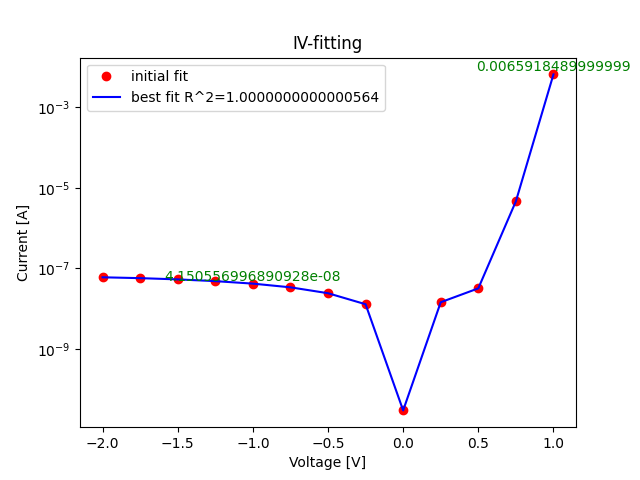 IV-fitting
0.0065918489999999
initial fit
best fit R^2=1.0000000000000564
10^-3
10^-5
10^-7
10^-9
4.150556996890928e-08
Current [A]
−2.0 −1.5 −1.0 −0.5 0.0 0.5 1.0
Voltage [V]